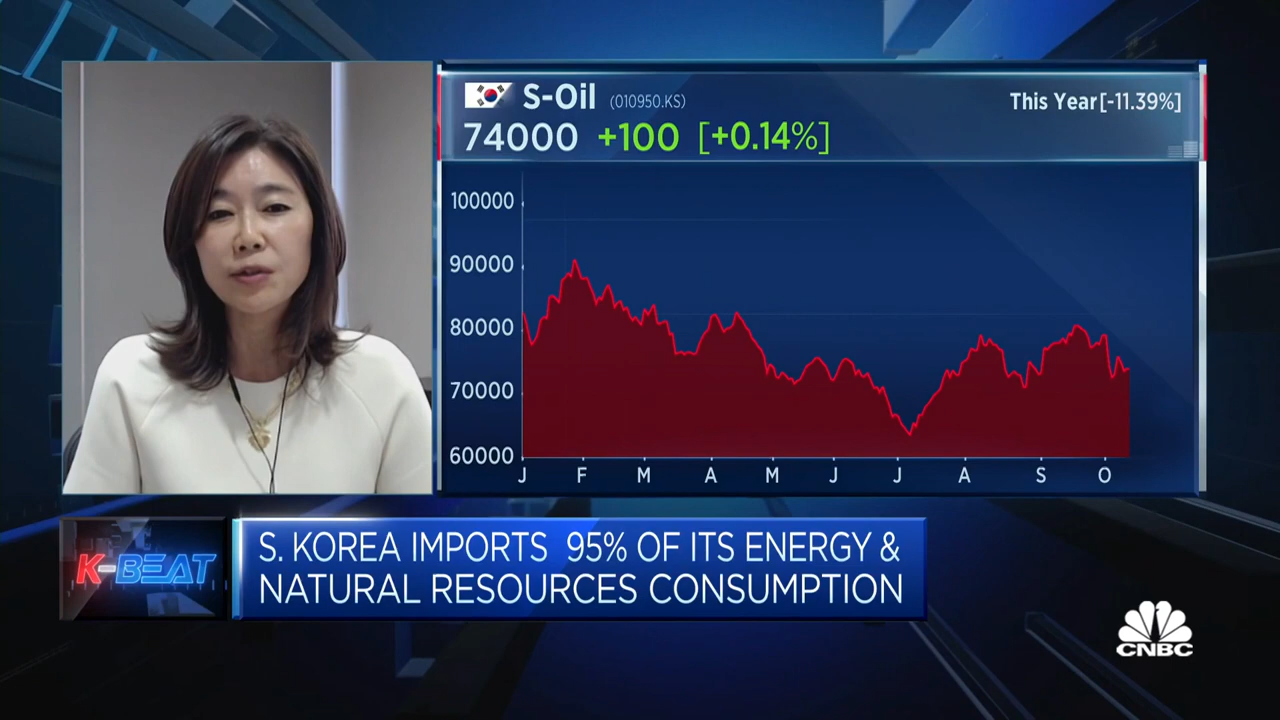 S-Oil (010950.KS)
This Year[-11.39%]
74000 +100 [+0.14%]
100000
90000
80000
70000
60000
J F M A M J J A S O
K-BEAT
S. KOREA IMPORTS 95% OF ITS ENERGY &
NATURAL RESOURCES CONSUMPTION
CNBC